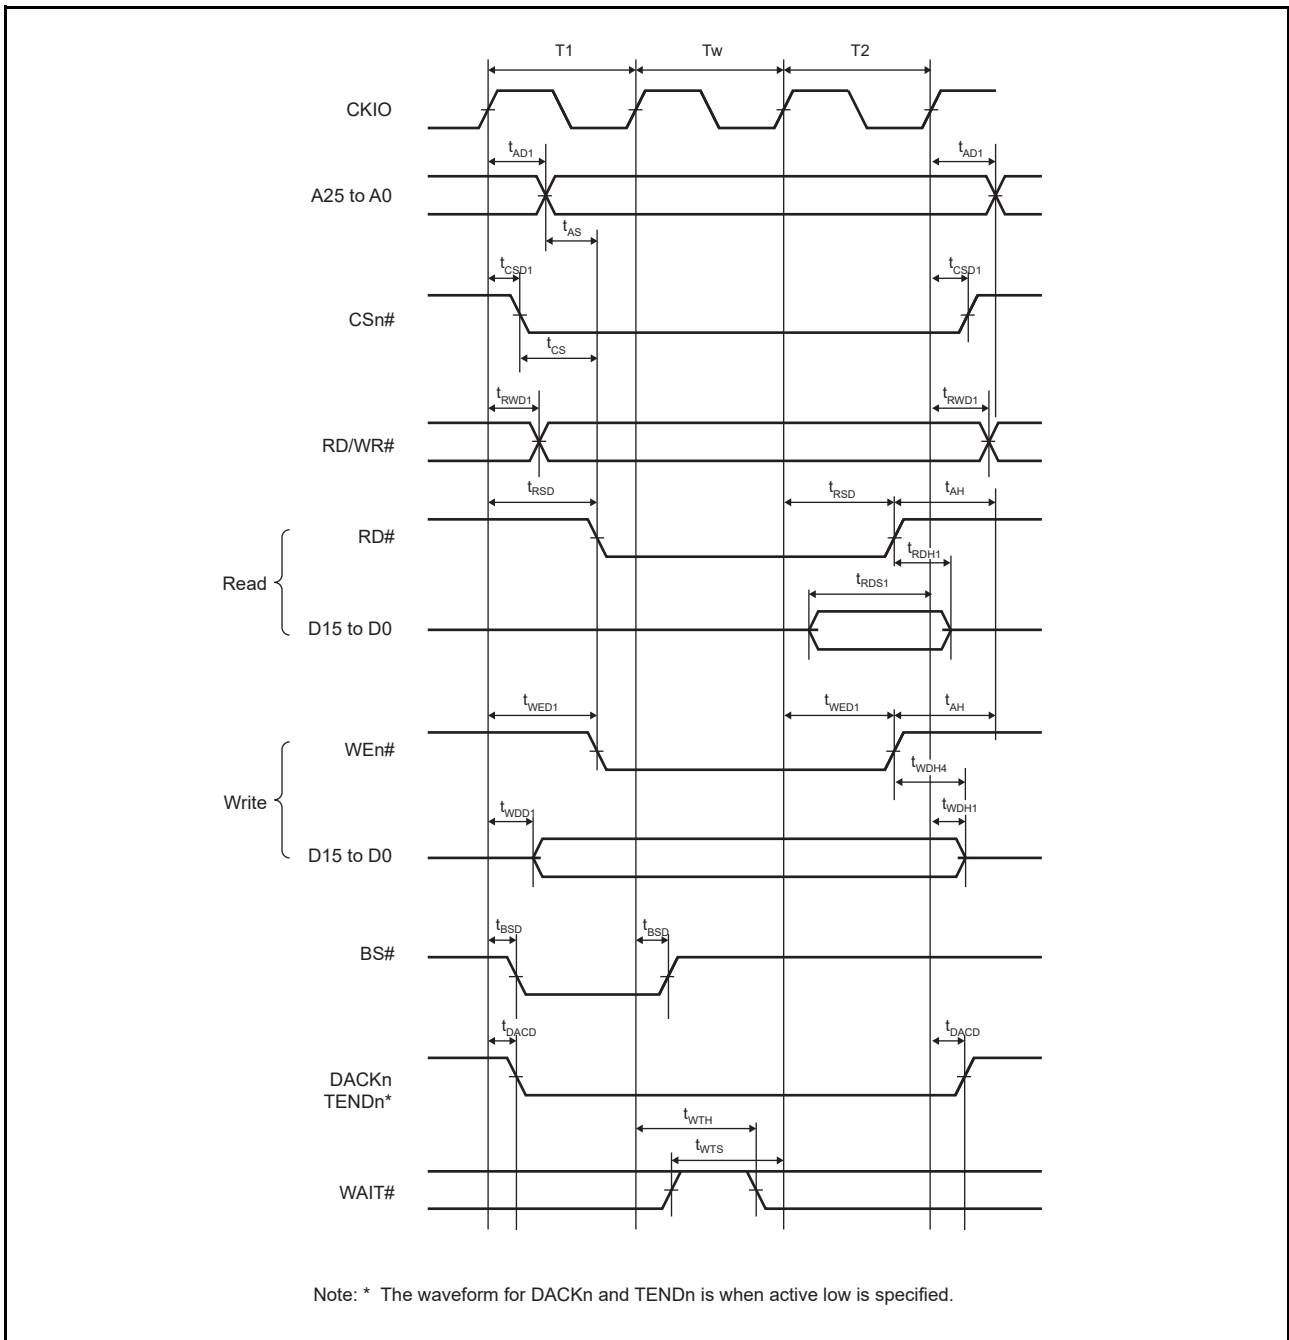 T1 Tw T2
CKIO
tAD1 tAD1
A25 to A0
tAS
tCSD1 tCSD1
CSn#
tCS
tRWD1 tRWD1
RD/WR#
tRSD tRSD tAH
RD#
tRDH1
Read
tRDS1
D15 to D0
tWED1 tWED1 tAH
WEn#
tWDH4
Write
tWDD1 tWDH1
D15 to D0
tBSD tBSD
BS#
tDACD tDACD
DACKn
TENDn*
tWTH
tWTS
WAIT#
Note: * The waveform for DACKn and TENDn is when active low is specified.